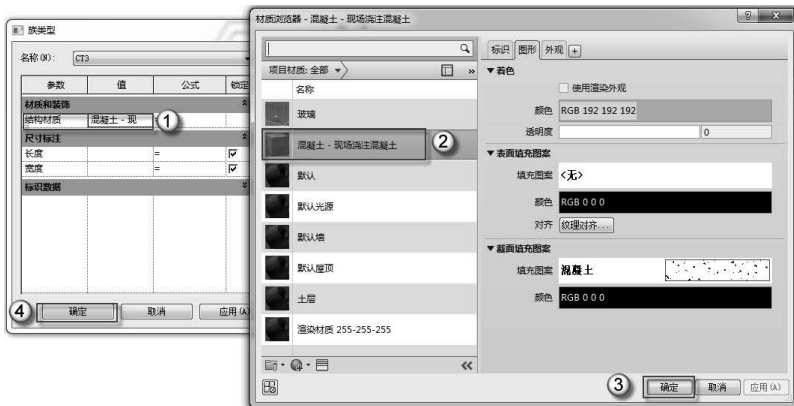 族类型
名称(N):
CT3
参数
值
公式
锁定
材质和装饰
结构材质
混凝土 - 现
=
①
尺寸标注
长度
=
宽度
=
标识数据
④
确定
取消
应用(A)
材质浏览器 - 混凝土 - 现场浇注混凝土
项目材质: 全部
»
名称
玻璃
混凝土 - 现场浇注混凝土
②
默认
默认光源
默认墙
默认屋顶
土层
渲染材质 255-255-255
«
标识
图形
外观
+
▼着色
使用渲染外观
颜色
RGB 192 192 192
透明度
0
▼表面填充图案
填充图案
<无>
颜色
RGB 0 0 0
对齐
纹理对齐...
▼截面填充图案
填充图案
混凝土
颜色
RGB 0 0 0
③
确定
取消
应用(A)